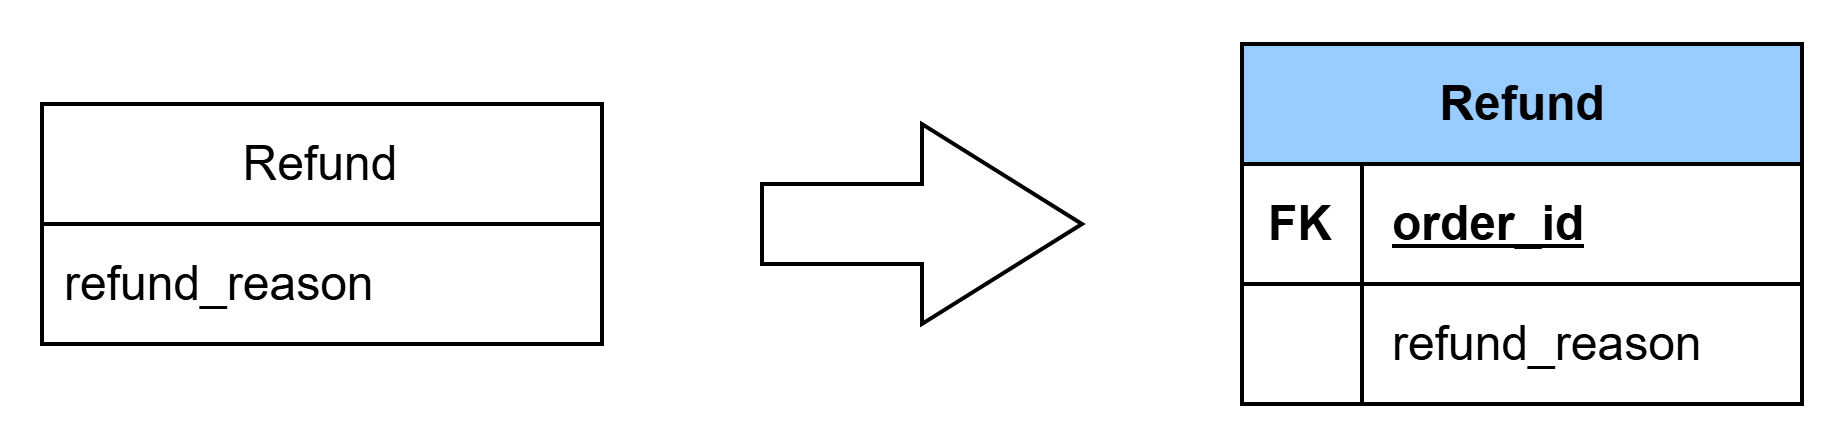 Refund
refund_reason
Refund
FK order_id
refund_reason